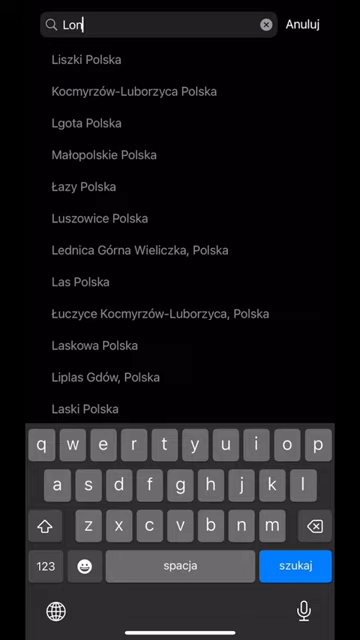 Lon
Anuluj
Liszki Polska
Kocmyrzów-Luborzyca Polska
Lgota Polska
Małopolskie Polska
Łazy Polska
Luszowice Polska
Lednica Górna Wieliczka, Polska
Las Polska
Łuczyce Kocmyrzów-Luborzyca, Polska
Laskowa Polska
Liplas Gdów, Polska
Laski Polska
q w e r t y u i o p
a s d f g h j k l
z x c v b n m
123 spacja szukaj